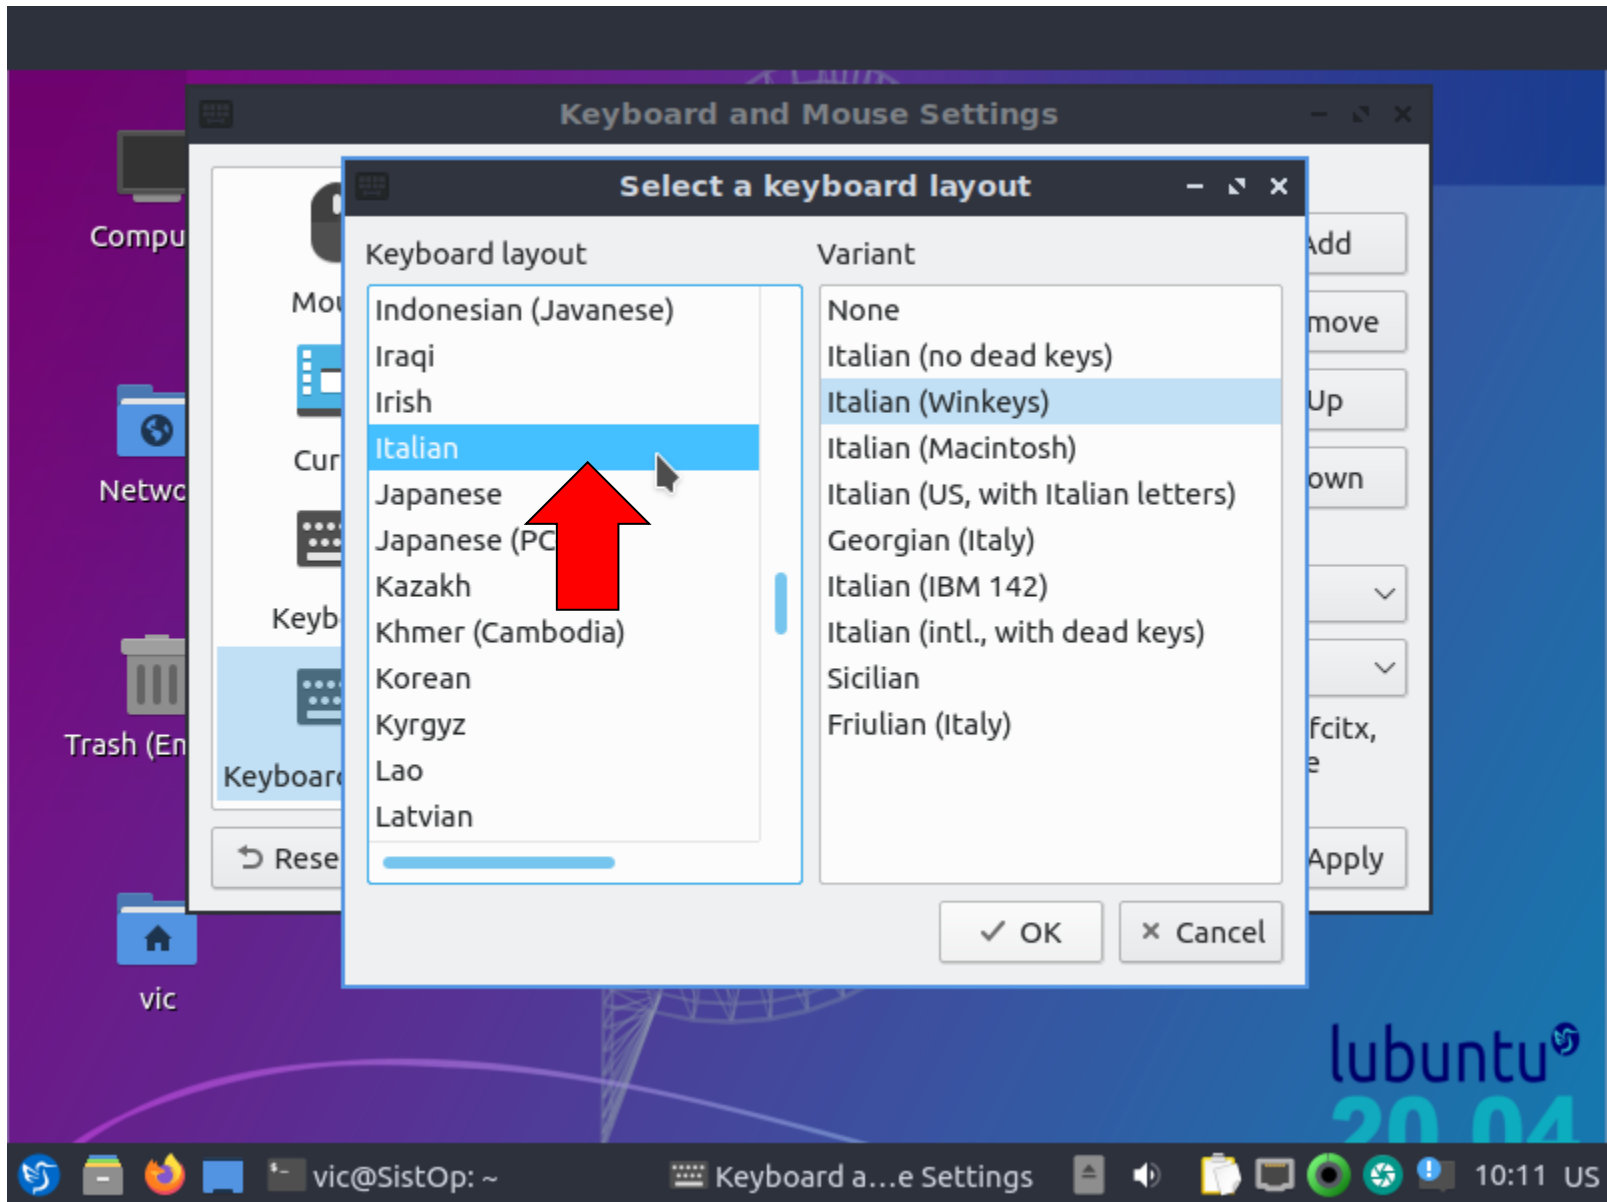 Keyboard and Mouse Settings
Select a keyboard layout
Keyboard layout
Variant
Indonesian (Javanese)
Iraqi
Irish
Italian
Japanese
Japanese (PC
Kazakh
Khmer (Cambodia)
Korean
Kyrgyz
Lao
Latvian
None
Italian (no dead keys)
Italian (Winkeys)
Italian (Macintosh)
Italian (US, with Italian letters)
Georgian (Italy)
Italian (IBM 142)
Italian (intl., with dead keys)
Sicilian
Friulian (Italy)
OK
Cancel
Compu
Netwo
Trash (En
vic
Mou
Cur
Keyb
Keyboar
Rese
Add
move
Up
own
fcitx,
e
Apply
lubuntu
20.04
vic@SistOp: ~
Keyboard a...e Settings
10:11
US